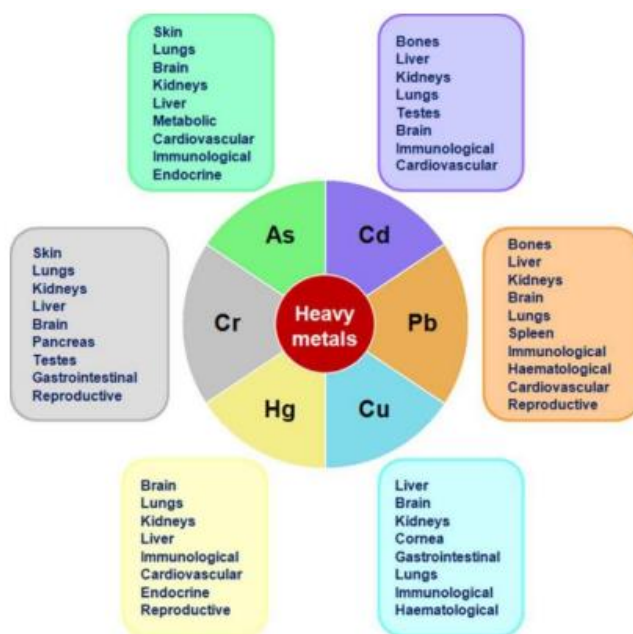 Skin
Lungs
Brain
Kidneys
Liver
Metabolic
Cardiovascular
Immunological
Endocrine
Bones
Liver
Kidneys
Lungs
Testes
Brain
Immunological
Cardiovascular
As
Cd
Skin
Lungs
Kidneys
Liver
Brain
Pancreas
Testes
Gastrointestinal
Reproductive
Cr
Heavy
metals
Pb
Bones
Liver
Kidneys
Brain
Lungs
Spleen
Immunological
Haematological
Cardiovascular
Reproductive
Hg
Cu
Brain
Lungs
Kidneys
Liver
Immunological
Cardiovascular
Endocrine
Reproductive
Liver
Brain
Kidneys
Cornea
Gastrointestinal
Lungs
Immunological
Haematological